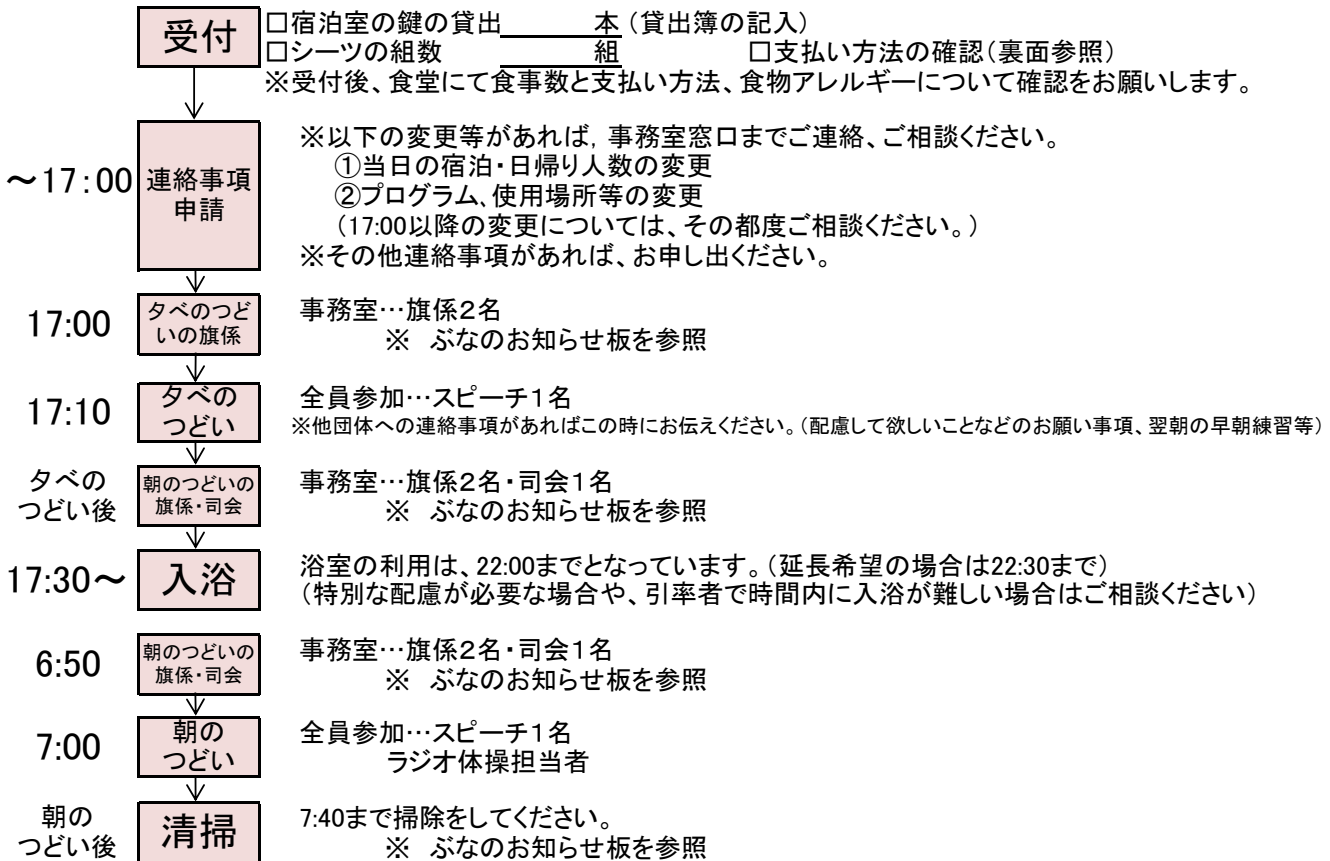 受付
□宿泊室の鍵の貸出　　　本 (貸出簿の記入)
□シーツの組数　　　組　　　□支払い方法の確認(裏面参照)
※受付後、食堂にて食事数と支払い方法、食物アレルギーについて確認をお願いします。
～17:00
連絡事項
申請
※以下の変更等があれば,事務室窓口までご連絡、ご相談ください。
①当日の宿泊・日帰り人数の変更
②プログラム、使用場所等の変更
(17:00以降の変更については、その都度ご相談ください。)
※その他連絡事項があれば、お申し出ください。
17:00
夕べのつど
いの旗係
事務室…旗係2名
※　ぶなのお知らせ板を参照
17:10
夕べの
つどい
全員参加…スピーチ1名
※他団体への連絡事項があればこの時にお伝えください。(配慮して欲しいことなどのお願い事項、翌朝の早朝練習等)
夕べの
つどい後
朝のつどいの
旗係・司会
事務室…旗係2名・司会1名
※　ぶなのお知らせ板を参照
17:30～
入浴
浴室の利用は、22:00までとなっています。(延長希望の場合は22:30まで)
(特別な配慮が必要な場合や、引率者で時間内に入浴が難しい場合はご相談ください)
6:50
朝のつどいの
旗係・司会
事務室…旗係2名・司会1名
※　ぶなのお知らせ板を参照
7:00
朝の
つどい
全員参加…スピーチ1名
ラジオ体操担当者
朝の
つどい後
清掃
7:40まで掃除をしてください。
※　ぶなのお知らせ板を参照